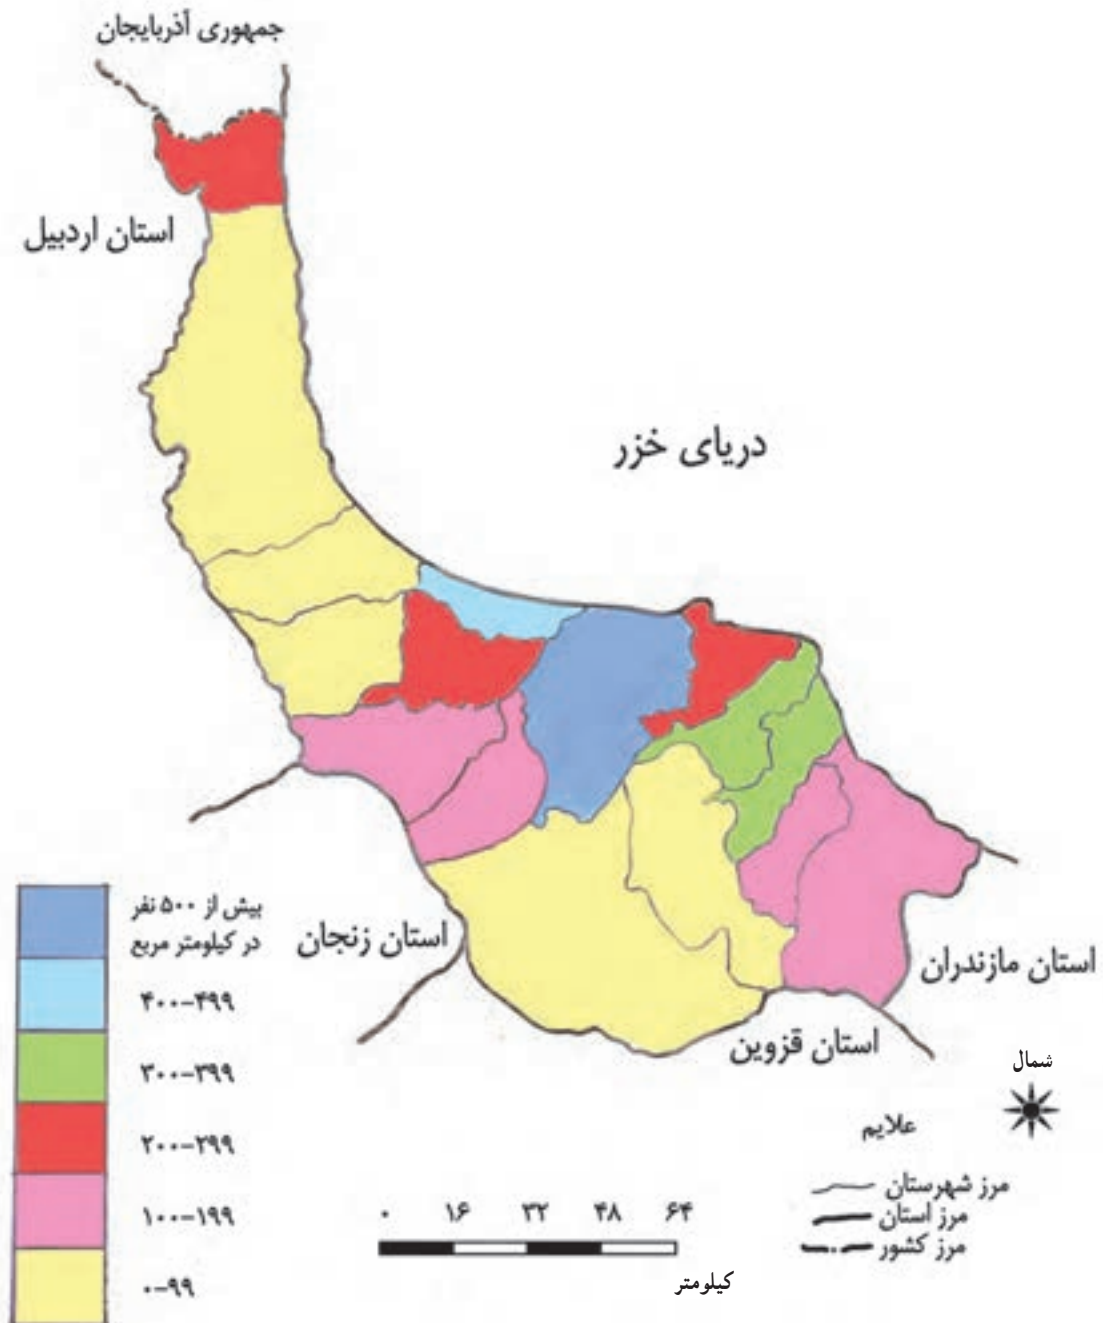 جمهوری آذربایجان
استان اردبیل
دریای خزر
استان زنجان
استان مازندران
استان قزوین
بیش از ۵۰۰ نفر
در کیلومتر مربع
۴۰۰-۴۹۹
۳۰۰-۳۹۹
۲۰۰-۲۹۹
۱۰۰-۱۹۹
۰-۹۹
شمال
علایم
مرز شهرستان
مرز استان
مرز کشور
۰ ۱۶ ۳۲ ۴۸ ۶۴
کیلومتر